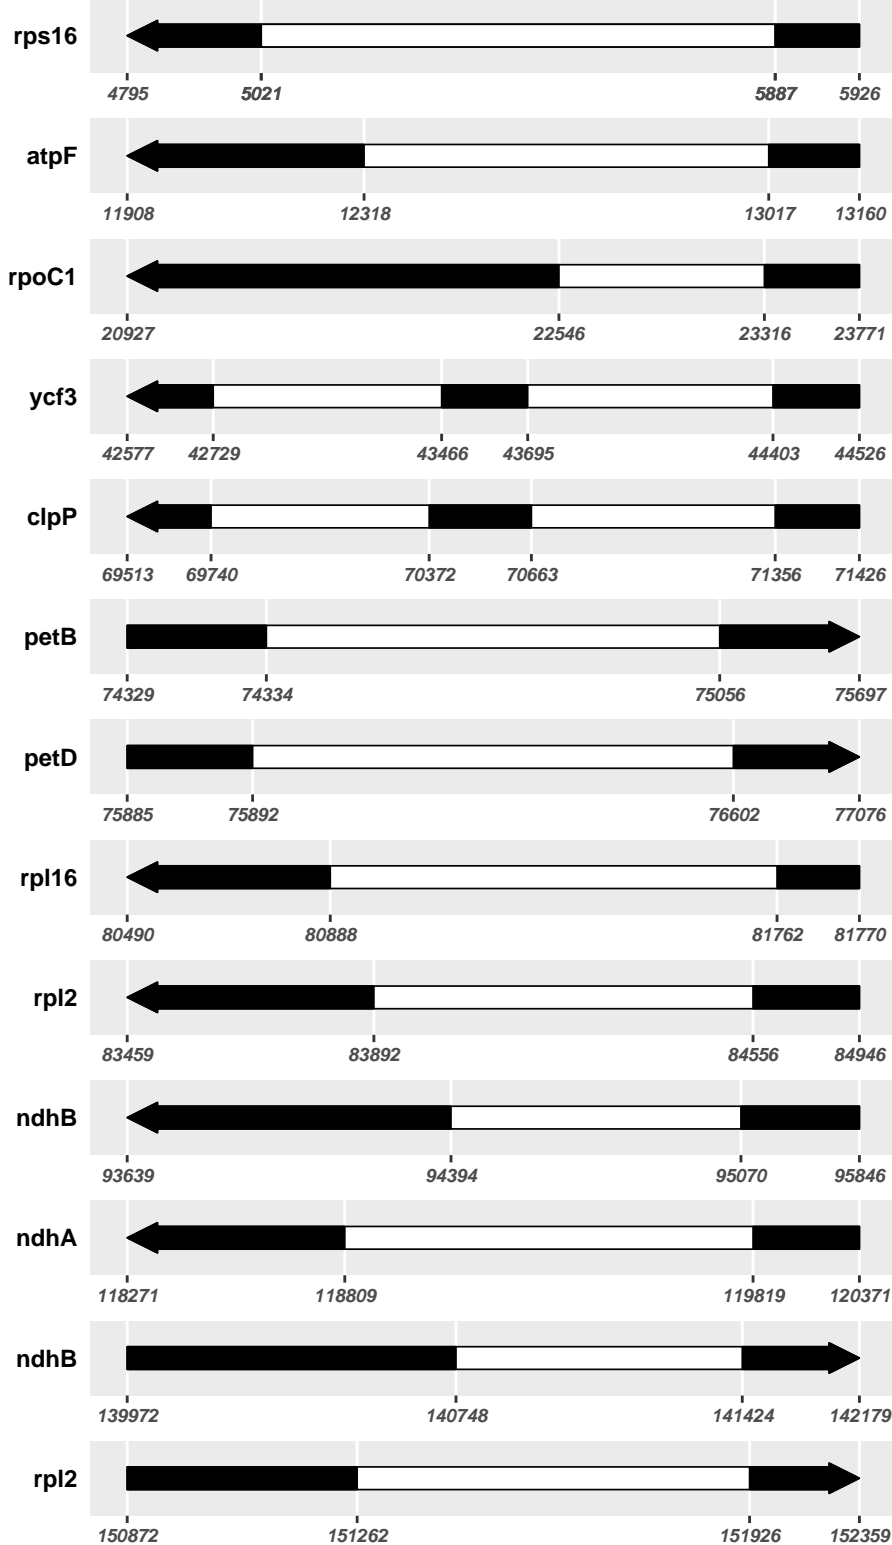 rps16
4795 5021 5887 5926
atpF
11908 12318 13017 13160
rpoC1
20927 22546 23316 23771
ycf3
42577 42729 43466 43695 44403 44526
clpP
69513 69740 70372 70663 71356 71426
petB
74329 74334 75056 75697
petD
75885 75892 76602 77076
rpl16
80490 80888 81762 81770
rpl2
83459 83892 84556 84946
ndhB
93639 94394 95070 95846
ndhA
118271 118809 119819 120371
ndhB
139972 140748 141424 142179
rpl2
150872 151262 151926 152359